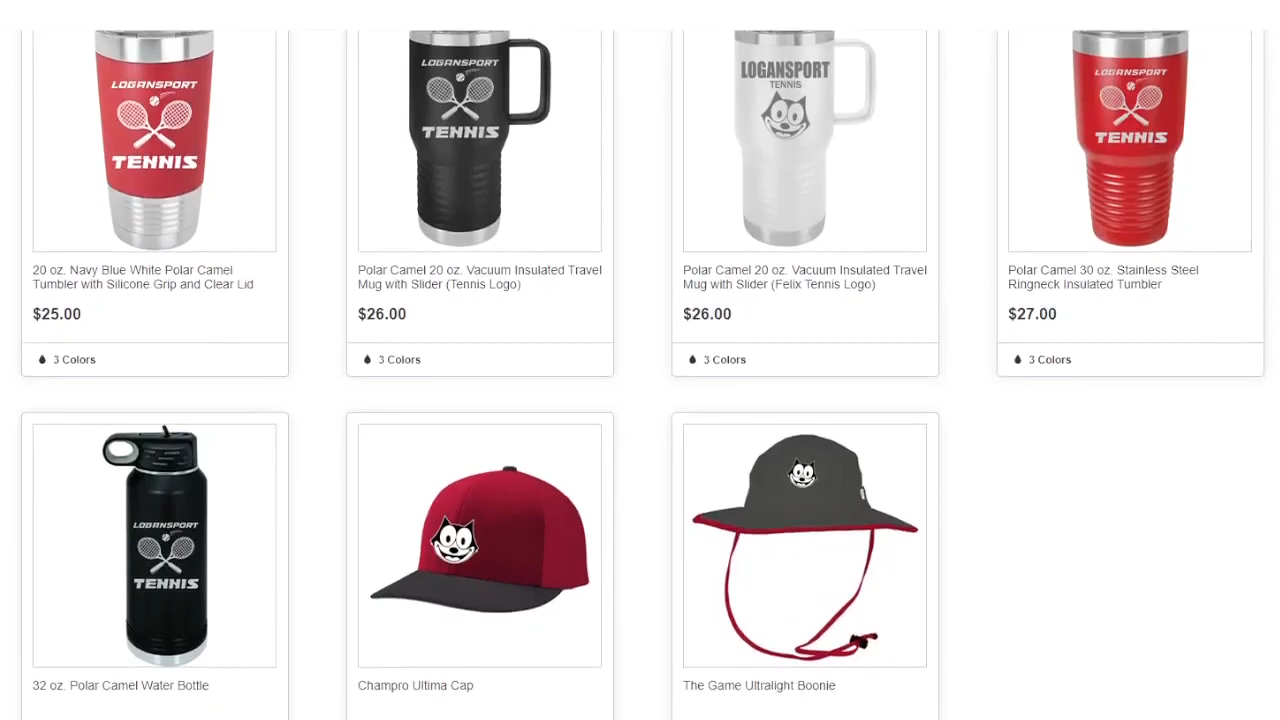 LOGANSPORT
TENNIS
LOGANSPORT
TENNIS
LOGANSPORT
TENNIS
LOGANSPORT
TENNIS
20 oz. Navy Blue White Polar Camel
Tumbler with Silicone Grip and Clear Lid
$25.00
3 Colors
Polar Camel 20 oz. Vacuum Insulated Travel
Mug with Slider (Tennis Logo)
$26.00
3 Colors
Polar Camel 20 oz. Vacuum Insulated Travel
Mug with Slider (Felix Tennis Logo)
$26.00
3 Colors
Polar Camel 30 oz. Stainless Steel
Ringneck Insulated Tumbler
$27.00
3 Colors
LOGANSPORT
TENNIS
32 oz. Polar Camel Water Bottle
Champro Ultima Cap
The Game Ultralight Boonie